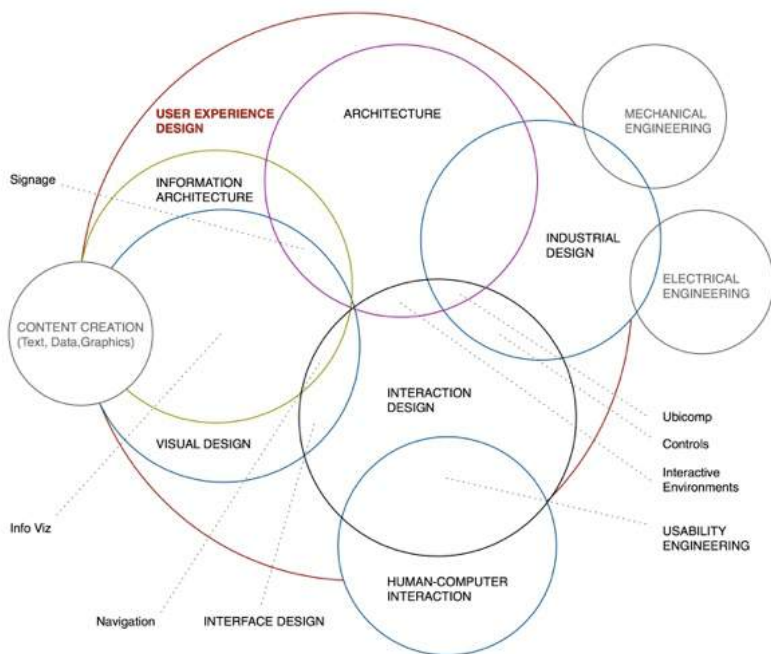 USER EXPERIENCE
DESIGN
ARCHITECTURE
MECHANICAL
ENGINEERING
Signage
INFORMATION
ARCHITECTURE
INDUSTRIAL
DESIGN
ELECTRICAL
ENGINEERING
CONTENT CREATION
(Text, Data,Graphics)
INTERACTION
DESIGN
Ubicomp
VISUAL DESIGN
Controls
Interactive
Environments
Info Viz
USABILITY
ENGINEERING
HUMAN-COMPUTER
INTERACTION
Navigation
INTERFACE DESIGN